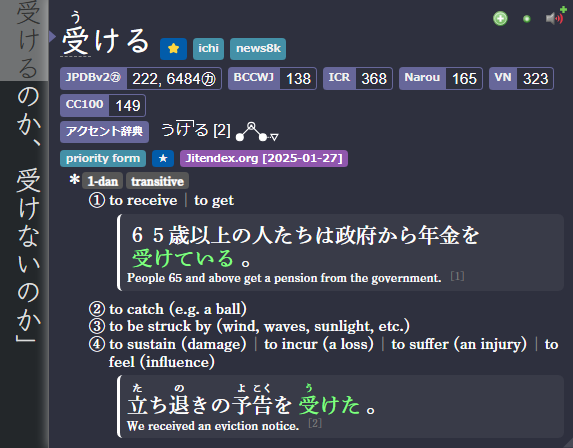 受けるのか、受けないのか」
受ける
う
★ ichi news8k
JPDBv2㋕ 222, 6484㋕ BCCWJ 138 ICR 368 Narou 165 VN 323
CC100 149
アクセント辞典 うける [2]
priority form ★ Jitendex.org [2025-01-27]
* 1-dan transitive
① to receive | to get
６５歳以上の人たちは政府から年金を
受けている 。
People 65 and above get a pension from the government. [1]
② to catch (e.g. a ball)
③ to be struck by (wind, waves, sunlight, etc.)
④ to sustain (damage) | to incur (a loss) | to suffer (an injury) | to
feel (influence)
た の よ こく う
立ち退きの予告を 受けた 。
We received an eviction notice. [2]